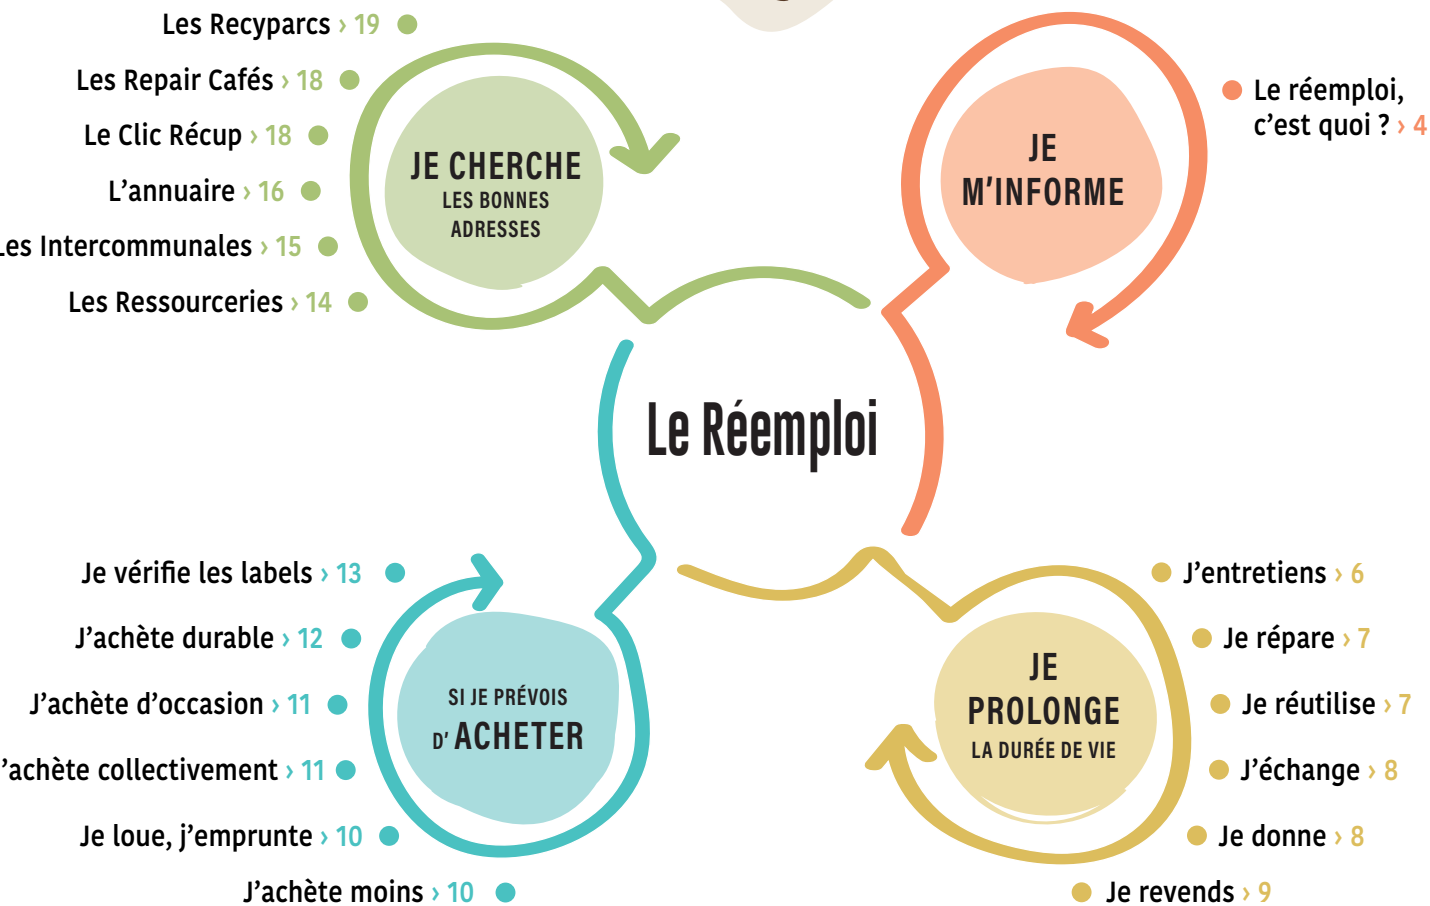 Les Recyparcs › 19
Les Repair Cafés › 18
Le Clic Récup › 18
L’annuaire › 16
Les Intercommunales › 15
Les Ressourceries › 14
JE CHERCHE
LES BONNES
ADRESSES
JE
M’INFORME
Le réemploi,
c’est quoi ? › 4
Le Réemploi
Je vérifie les labels › 13
J’achète durable › 12
J’achète d’occasion › 11
’achète collectivement › 11
Je loue, j’emprunte › 10
J’achète moins › 10
SI JE PRÉVOIS
D’ ACHETER
JE
PROLONGE
LA DURÉE DE VIE
J’entretiens › 6
Je répare › 7
Je réutilise › 7
J’échange › 8
Je donne › 8
Je revends › 9